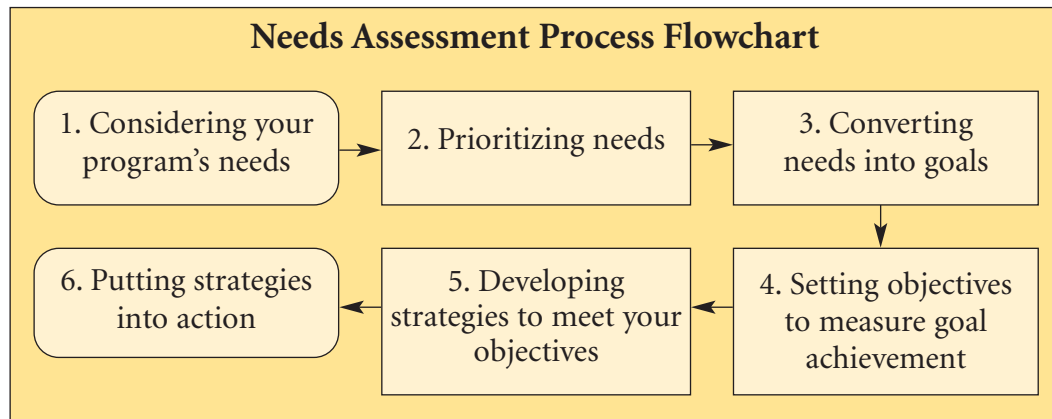 Needs Assessment Process Flowchart
1. Considering your
program’s needs
2. Prioritizing needs
3. Converting
needs into goals
4. Setting objectives
to measure goal
achievement
5. Developing
strategies to meet your
objectives
6. Putting strategies
into action